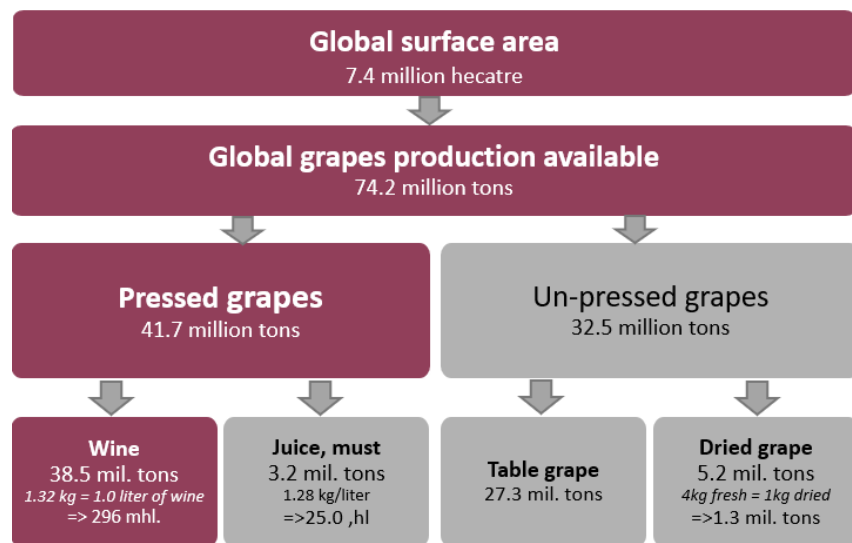 Global surface area
7.4 million hecatre
Global grapes production available
74.2 million tons
Pressed grapes
41.7 million tons
Un-pressed grapes
32.5 million tons
Wine
38.5 mil. tons
1.32 kg = 1.0 liter of wine
=> 296 mhl.
Juice, must
3.2 mil. tons
1.28 kg/liter
=>25.0 ,hl
Table grape
27.3 mil. tons
Dried grape
5.2 mil. tons
4kg fresh = 1kg dried
=>1.3 mil. tons